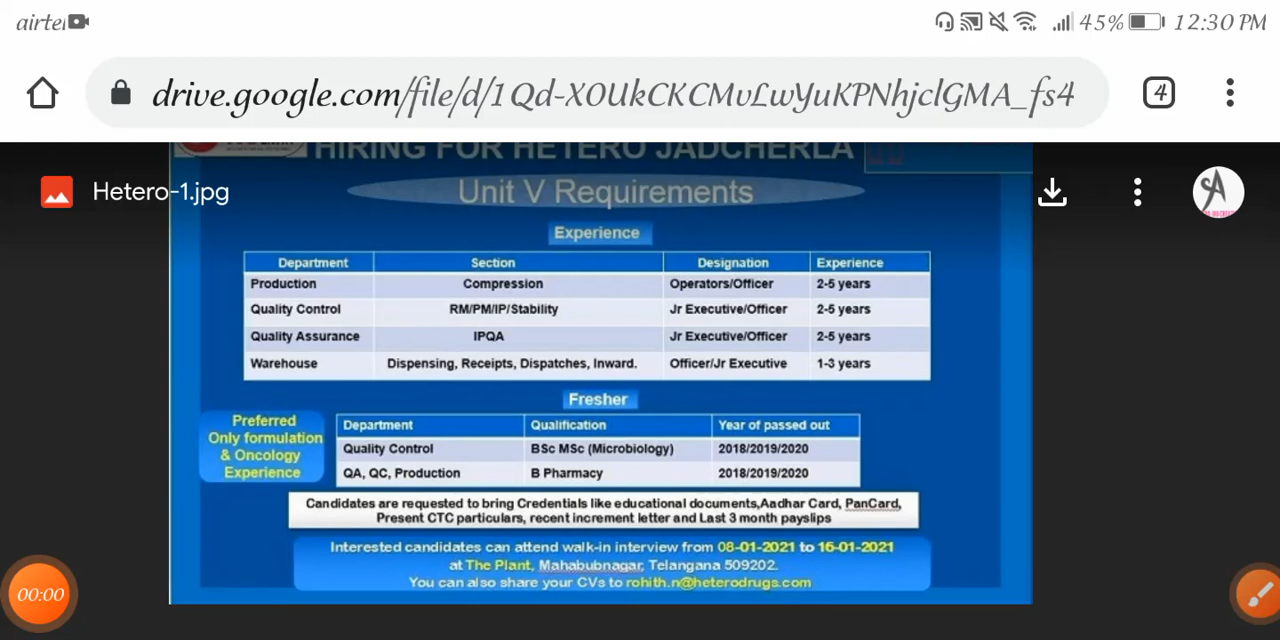 airtel
45% 12:30 PM
drive.google.com/file/d/1Qd-X0UkCKCMvLwYuKPNhjclGMA_fs4
4
HIRING FOR HETERO JADCHERLA
Hetero-1.jpg
Unit V Requirements
Experience
Department Section Designation Experience
Production Compression Operators/Officer 2-5 years
Quality Control RM/PM/IP/Stability Jr Executive/Officer 2-5 years
Quality Assurance IPQA Jr Executive/Officer 2-5 years
Warehouse Dispensing, Receipts, Dispatches, Inward. Officer/Jr Executive 1-3 years
Fresher
Preferred
Only formulation
& Oncology
Experience
Department Qualification Year of passed out
Quality Control BSc MSc (Microbiology) 2018/2019/2020
QA, QC, Production B Pharmacy 2018/2019/2020
Candidates are requested to bring Credentials like educational documents,Aadhar Card, PanCard,
Present CTC particulars, recent increment letter and Last 3 month payslips
Interested candidates can attend walk-in interview from 08-01-2021 to 16-01-2021
at The Plant, Mahabubnagar, Telangana 509202.
You can also share your CVs to rohith.n@heterodrugs.com
00:00